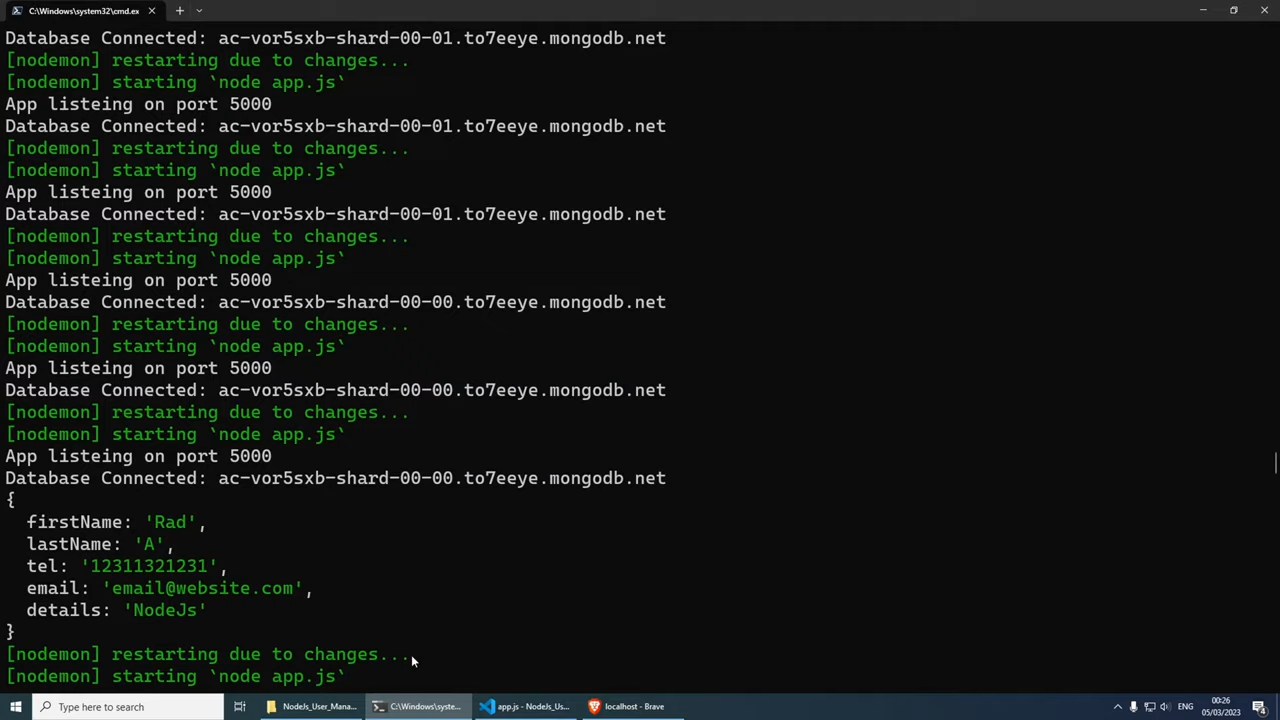 C:\Windows\system32\cmd.ex
Database Connected: ac-vor5sxb-shard-00-01.to7eeye.mongodb.net
[nodemon] restarting due to changes...
[nodemon] starting `node app.js`
App listeing on port 5000
Database Connected: ac-vor5sxb-shard-00-01.to7eeye.mongodb.net
[nodemon] restarting due to changes...
[nodemon] starting `node app.js`
App listeing on port 5000
Database Connected: ac-vor5sxb-shard-00-01.to7eeye.mongodb.net
[nodemon] restarting due to changes...
[nodemon] starting `node app.js`
App listeing on port 5000
Database Connected: ac-vor5sxb-shard-00-00.to7eeye.mongodb.net
[nodemon] restarting due to changes...
[nodemon] starting `node app.js`
App listeing on port 5000
Database Connected: ac-vor5sxb-shard-00-00.to7eeye.mongodb.net
[nodemon] restarting due to changes...
[nodemon] starting `node app.js`
App listeing on port 5000
Database Connected: ac-vor5sxb-shard-00-00.to7eeye.mongodb.net
{
  firstName: 'Rad',
  lastName: 'A',
  tel: '12311321231',
  email: 'email@website.com',
  details: 'NodeJs'
}
[nodemon] restarting due to changes...
[nodemon] starting `node app.js`
Type here to search
NodeJs_User_Mana...
C:\Windows\syste...
app.js - NodeJs_Us...
localhost - Brave
ENG
00:26
05/03/2023
4